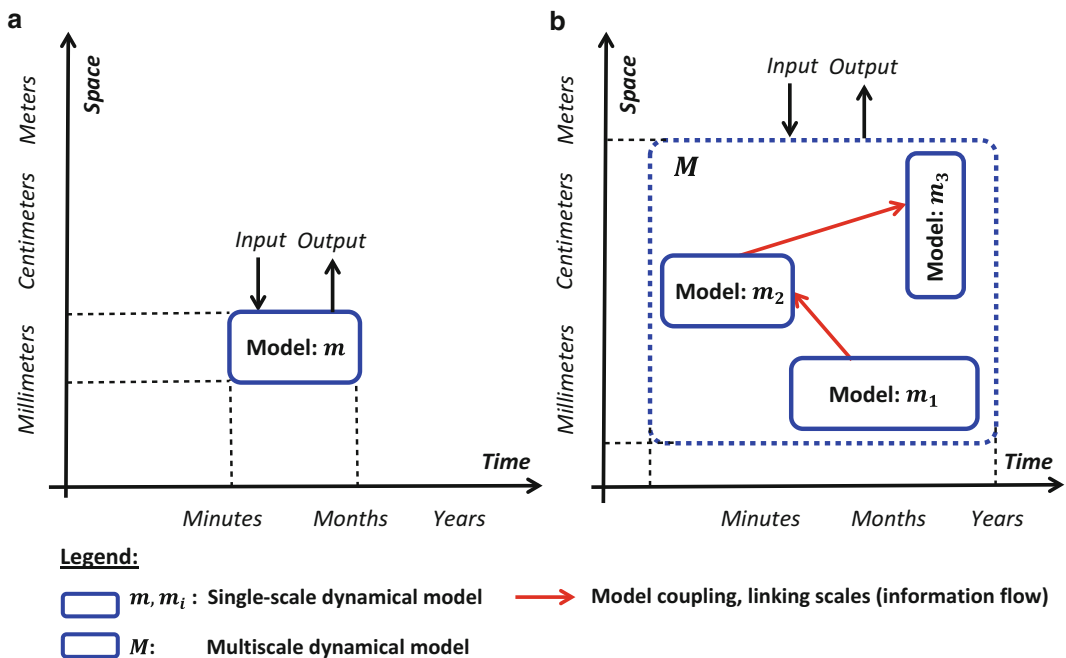 a
Space
Meters
Centimeters
Millimeters
Input Output
Model: m
Time
Minutes Months Years
b
Space
Meters
Centimeters
Millimeters
Input Output
M
Model: m₃
Model: m₂
Model: m₁
Time
Minutes Months Years
Legend:
m, mᵢ : Single-scale dynamical model
Model coupling, linking scales (information flow)
M: Multiscale dynamical model